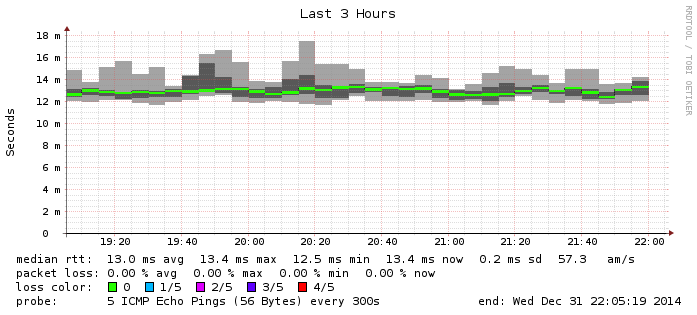 Last 3 Hours
RRDTOOL / TOBI OETIKER
Seconds
18 m
16 m
14 m
12 m
10 m
8 m
6 m
4 m
2 m
0
19:20 19:40 20:00 20:20 20:40 21:00 21:20 21:40 22:00
median rtt: 13.0 ms avg 13.4 ms max 12.5 ms min 13.4 ms now 0.2 ms sd 57.3 am/s
packet loss: 0.00 % avg 0.00 % max 0.00 % min 0.00 % now
loss color: 0 1/5 2/5 3/5 4/5
probe: 5 ICMP Echo Pings (56 Bytes) every 300s end: Wed Dec 31 22:05:19 2014